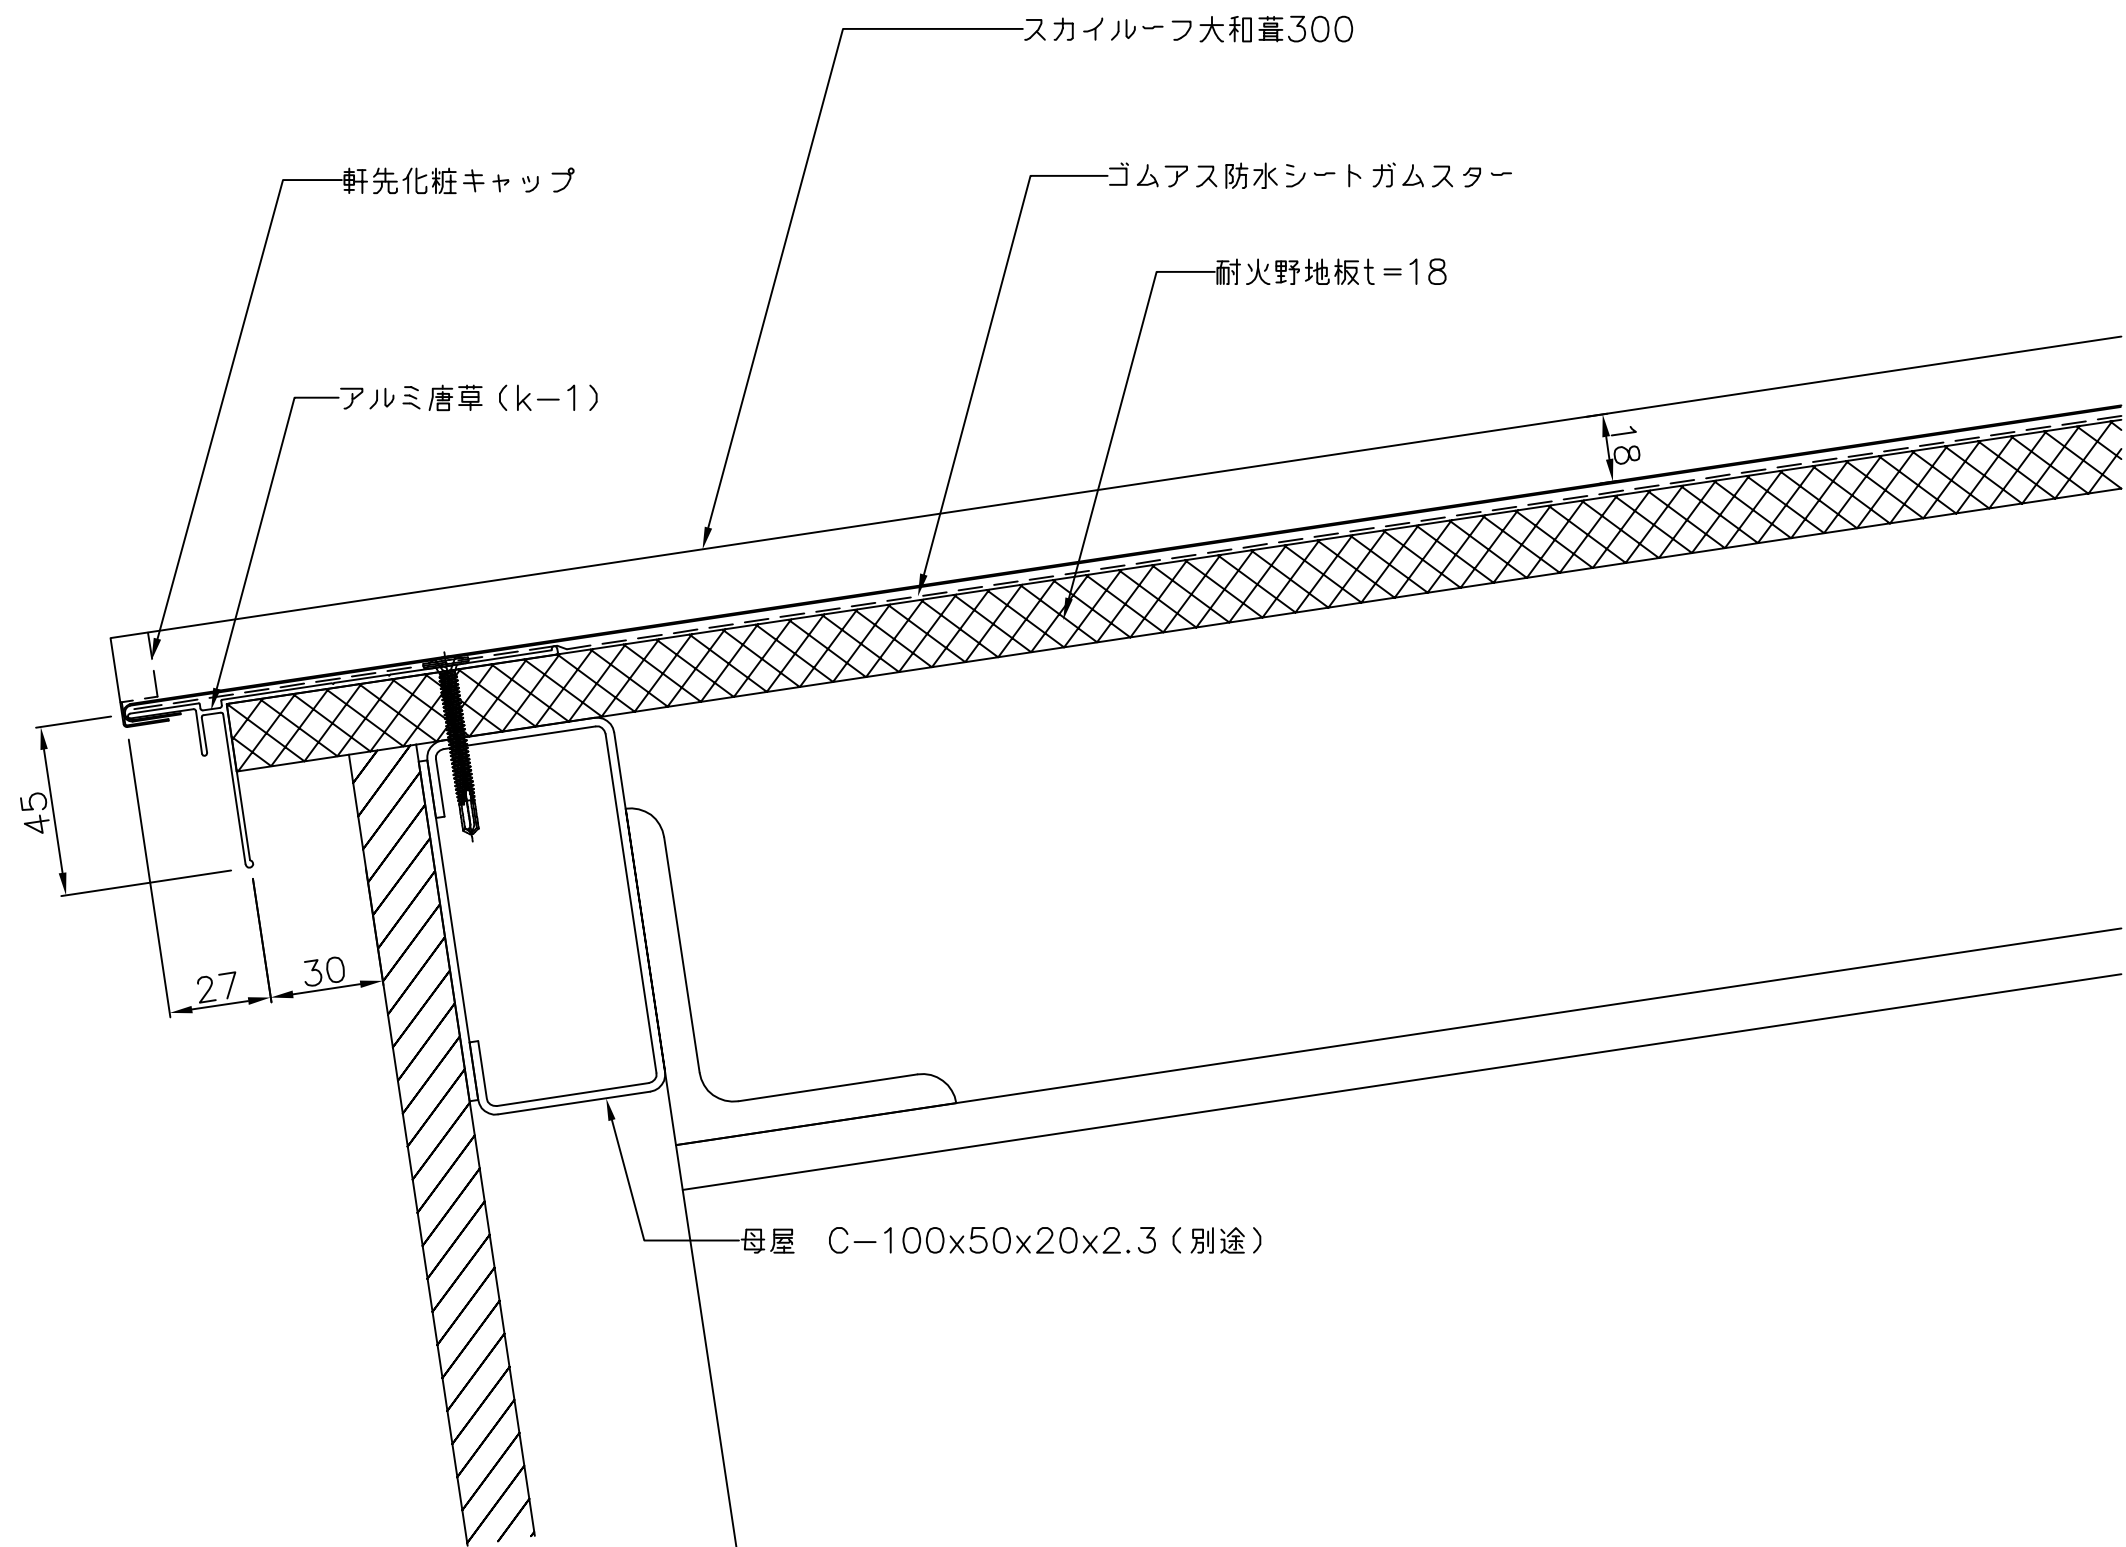 スカイルーフ大和葺300
軒先化粧キャップ
ゴムアス防水シートガムスター
耐火野地板t=18
アルミ唐草(k-1)
18
45
27
30
母屋 C-100x50x20x2.3(別途)